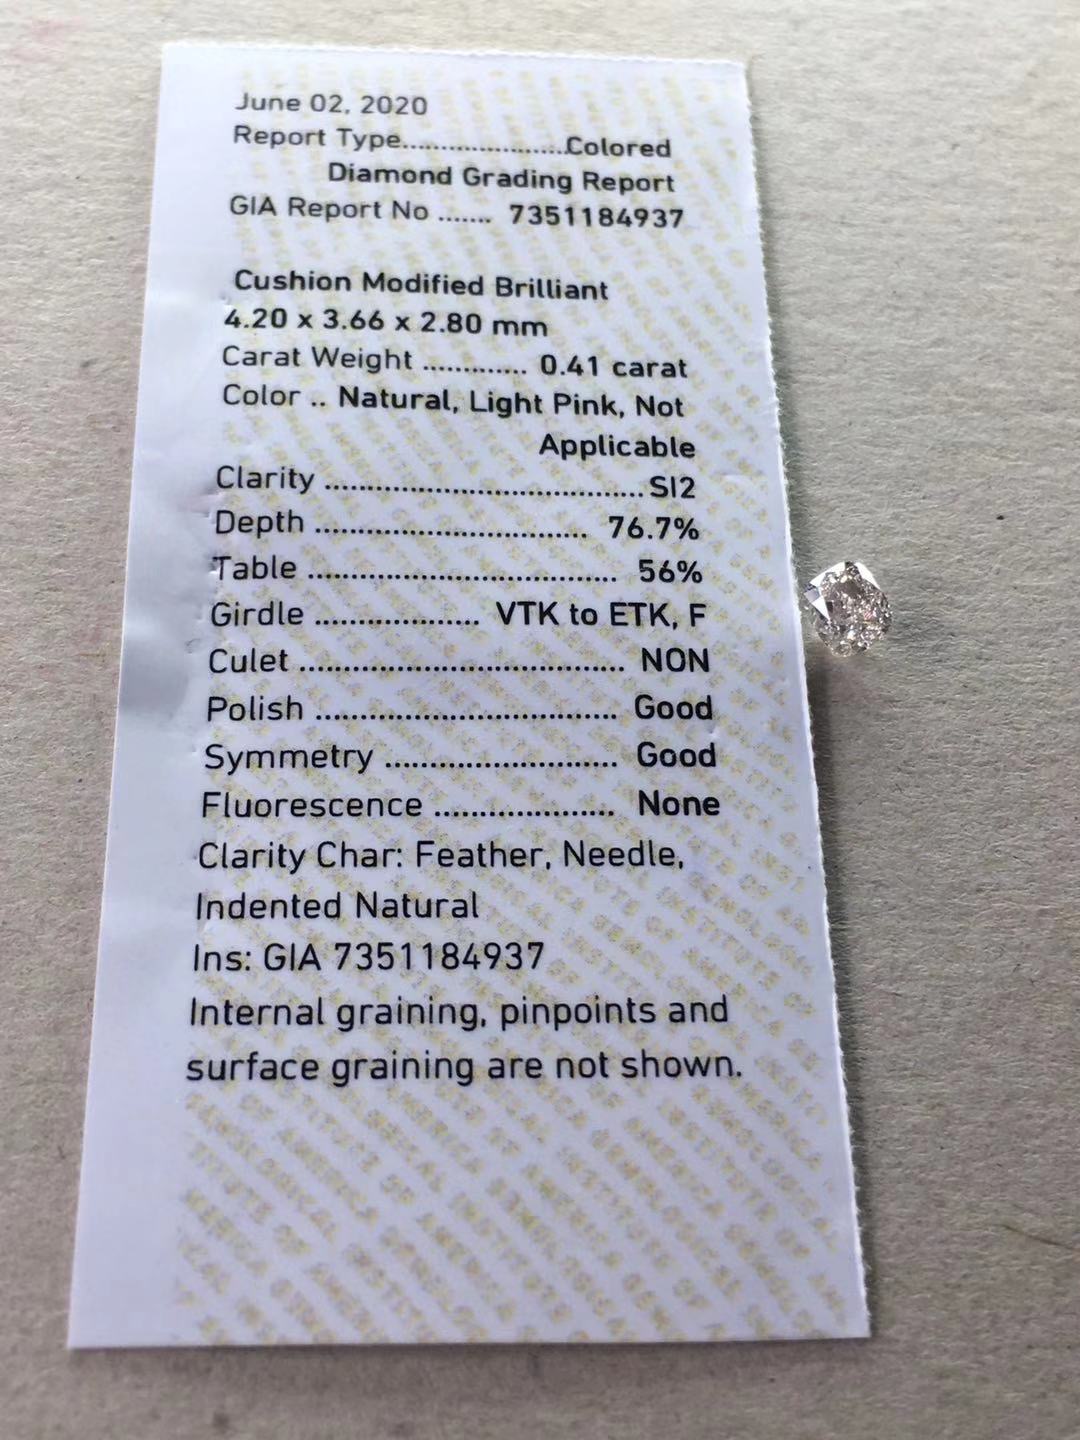 June 02, 2020
Report Type.......................Colored
Diamond Grading Report
GIA Report No ....... 7351184937
Cushion Modified Brilliant
4.20 x 3.66 x 2.80 mm
Carat Weight ............. 0.41 carat
Color .. Natural, Light Pink, Not
Applicable
Clarity ...................................... SI2
Depth ................................ 76.7%
Table .................................... 56%
Girdle ................... VTK to ETK, F
Culet ...................................... NON
Polish ................................... Good
Symmetry ........................... Good
Fluorescence ..................... None
Clarity Char: Feather, Needle,
Indented Natural
Ins: GIA 7351184937
Internal graining, pinpoints and
surface graining are not shown.